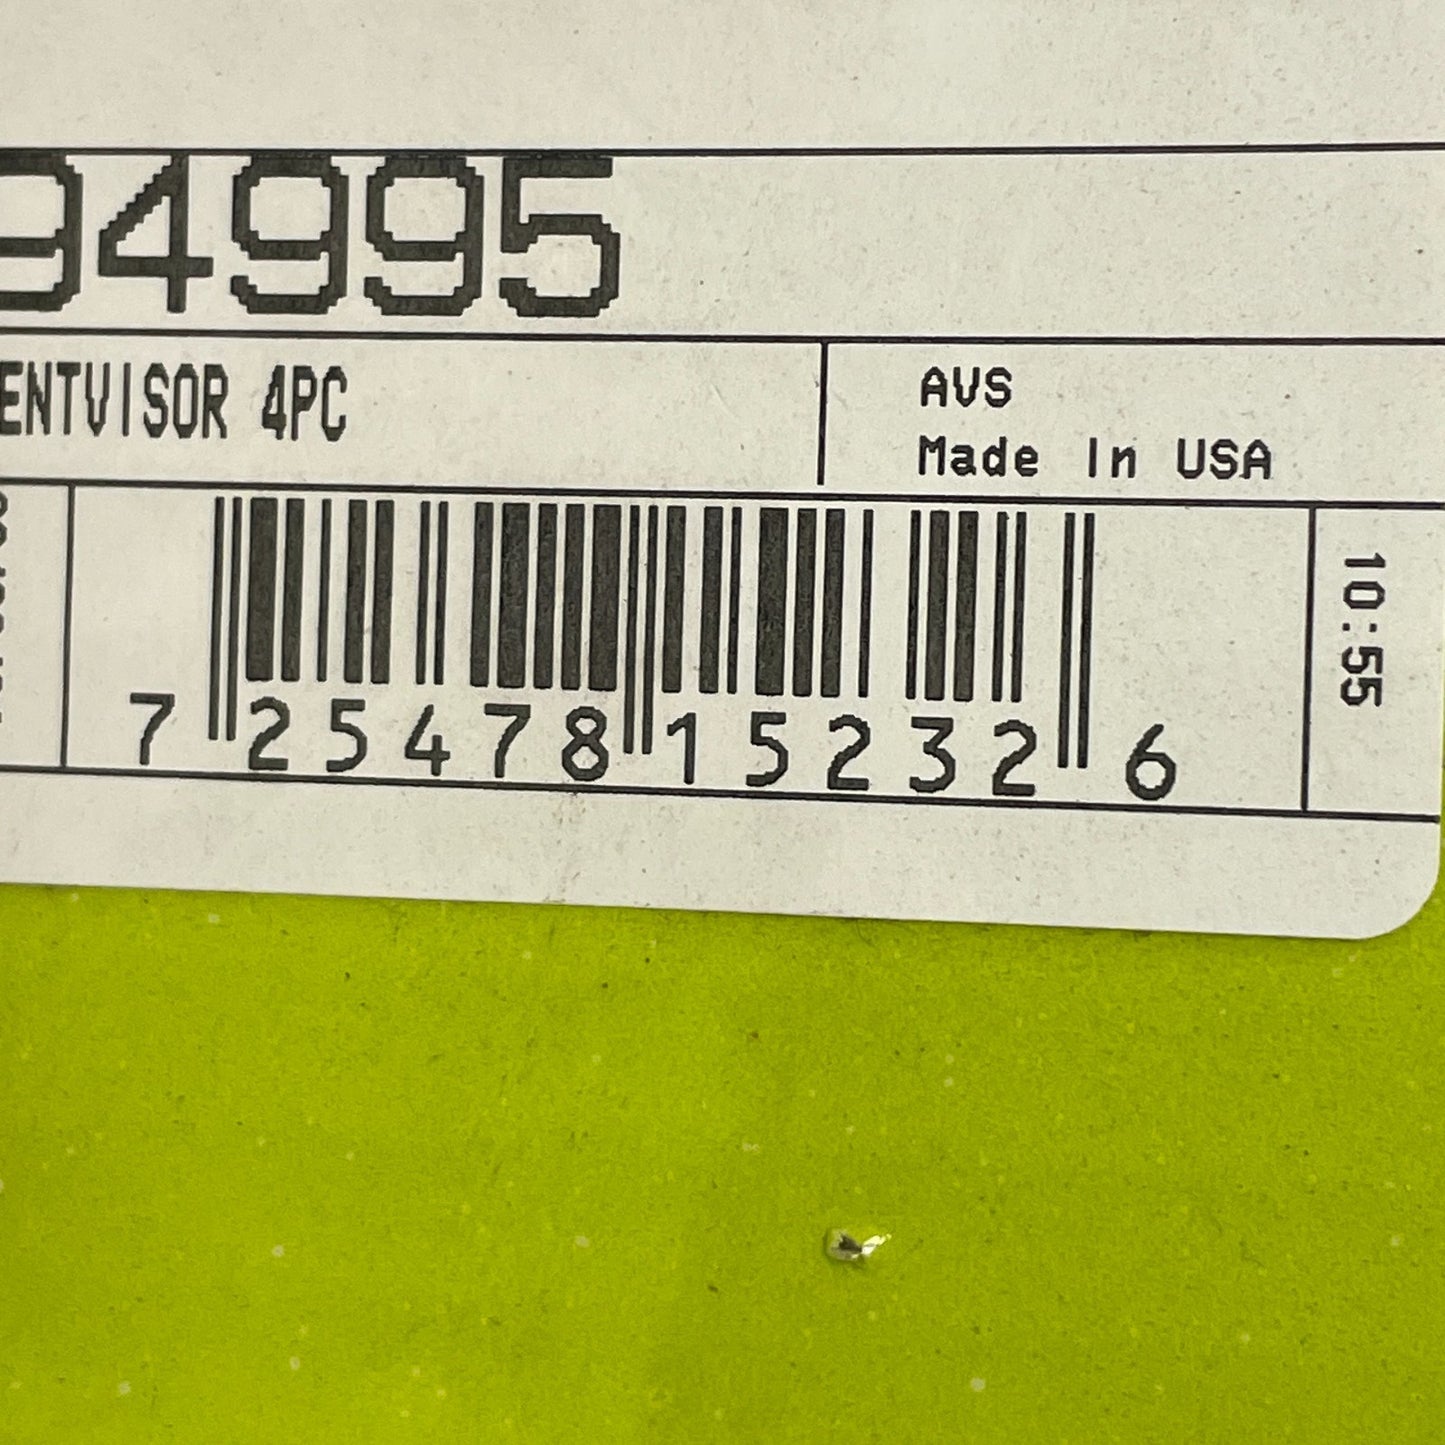 94995
ENTVISOR 4PC
AVS
Made In USA
10:55
7 25478 15232 6